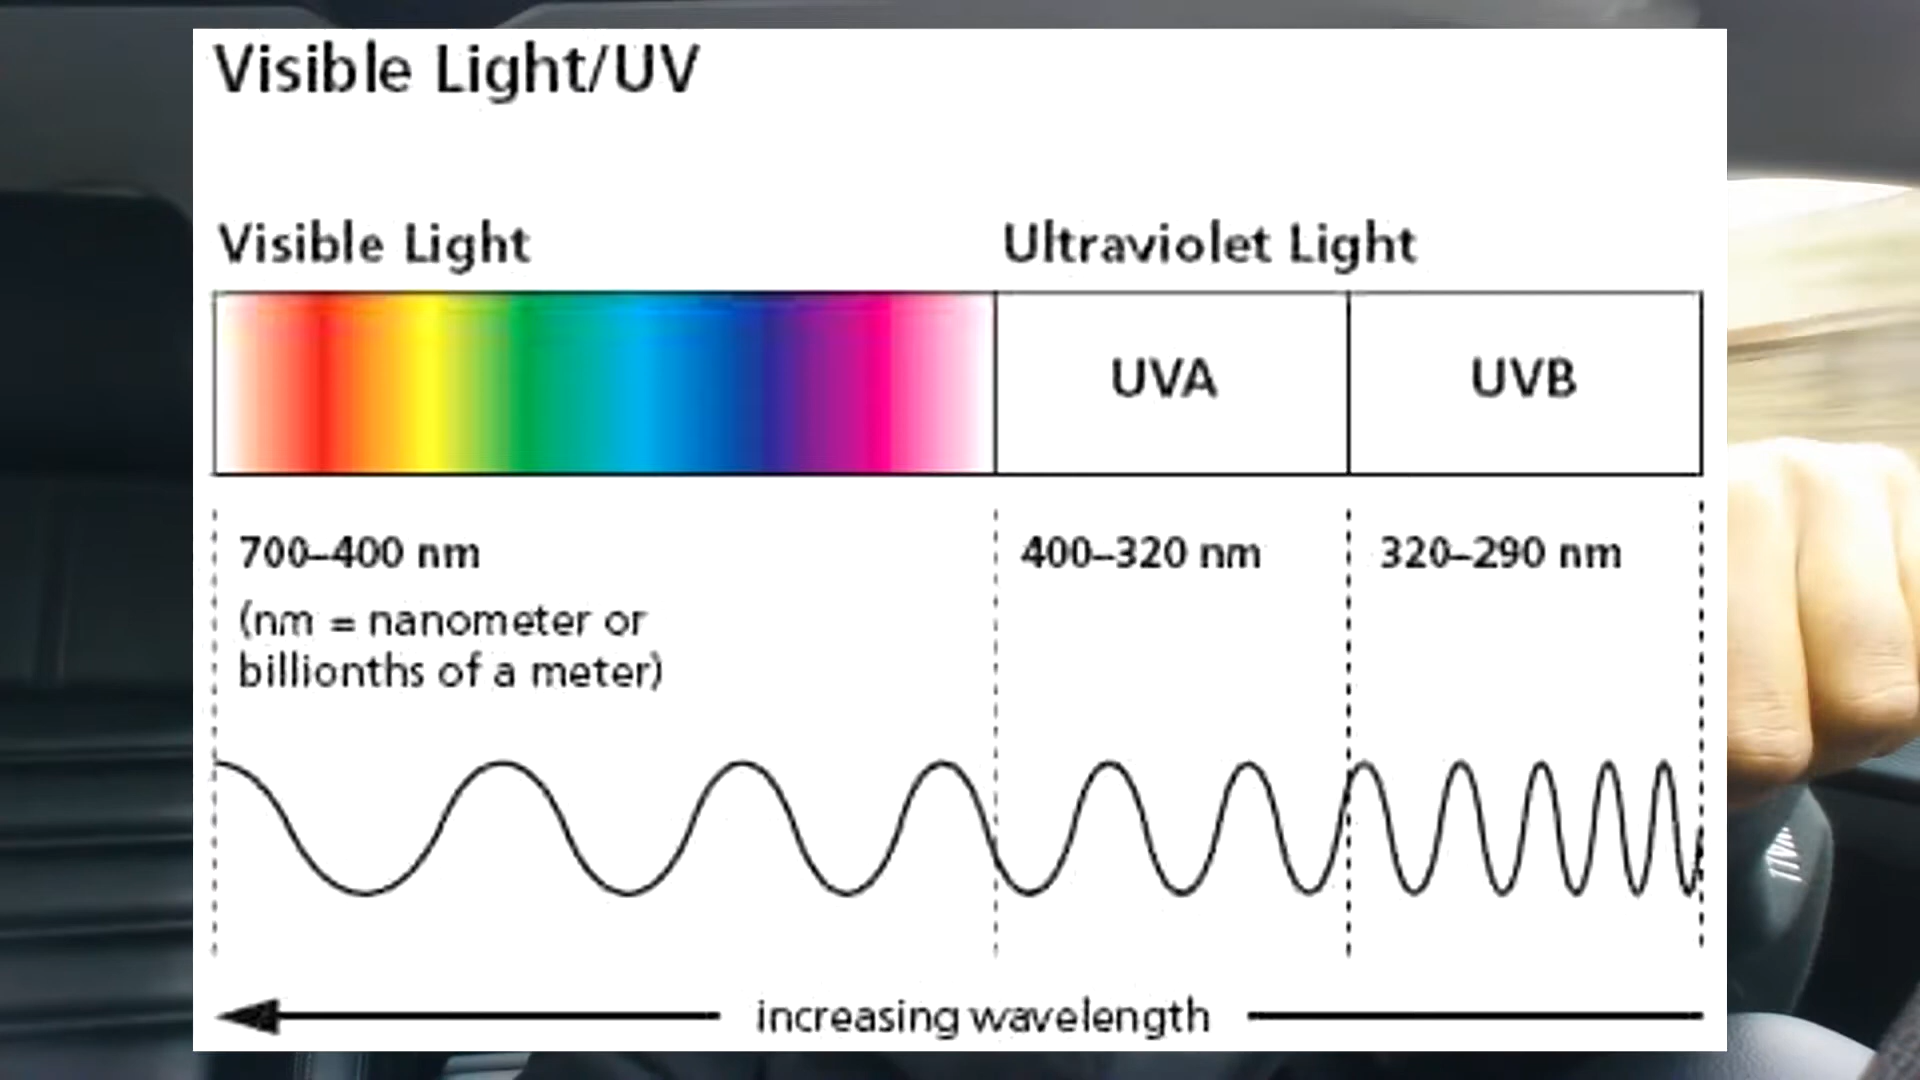 Visible Light/UV
Visible Light
Ultraviolet Light
UVA
UVB
700–400 nm
400–320 nm
320–290 nm
(nm = nanometer or
billionths of a meter)
increasing wavelength